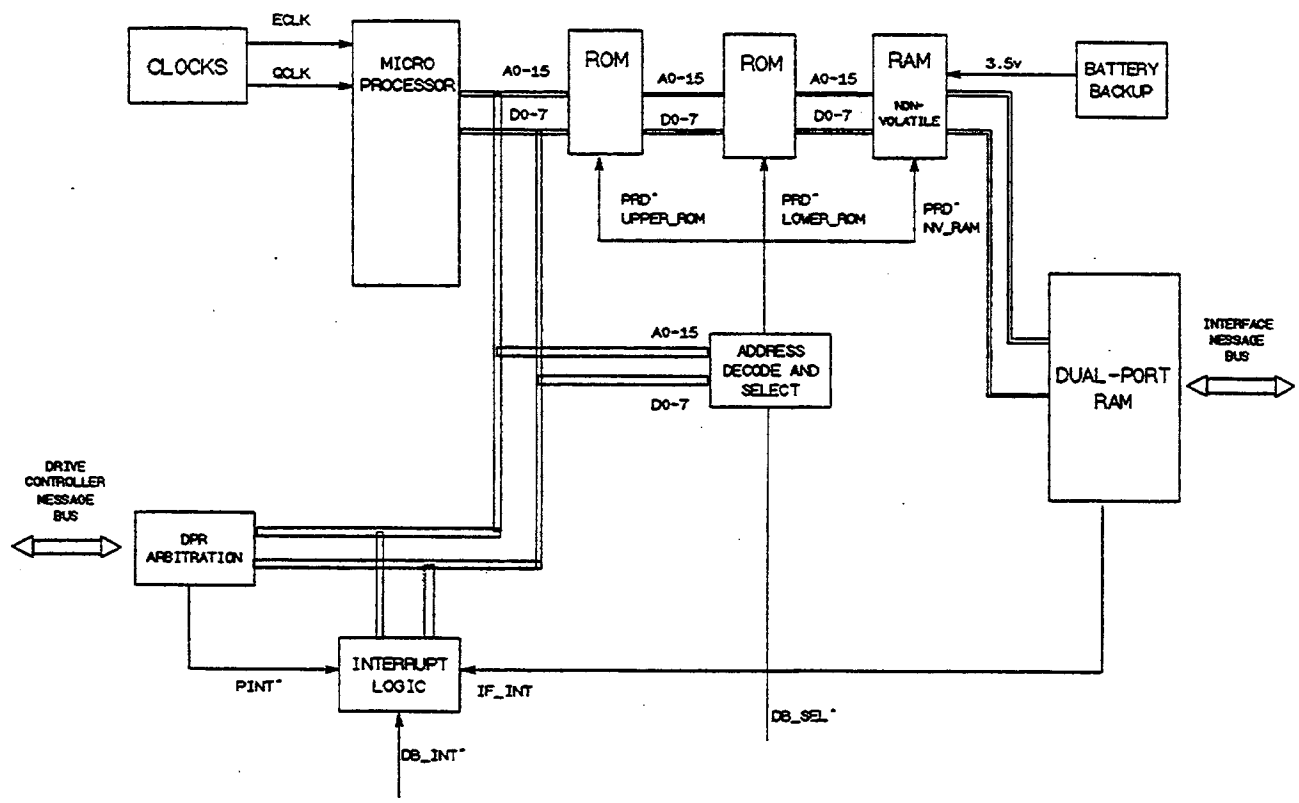 ECLK
QCLK
CLOCKS
MICRO
PROCESSOR
A0-15
D0-7
ROM
A0-15
D0-7
ROM
A0-15
D0-7
RAM
NON-
VOLATILE
3.5v
BATTERY
BACKUP
PRD^
UPPER_ROM
PRD^
LOWER_ROM
PRD^
NV_RAM
A0-15
D0-7
ADDRESS
DECODE AND
SELECT
DUAL-PORT
RAM
INTERFACE
MESSAGE
BUS
DRIVE
CONTROLLER
MESSAGE
BUS
DPR
ARBITRATION
PINT^
INTERRUPT
LOGIC
IF_INT
DB_INT^
DB_SEL^